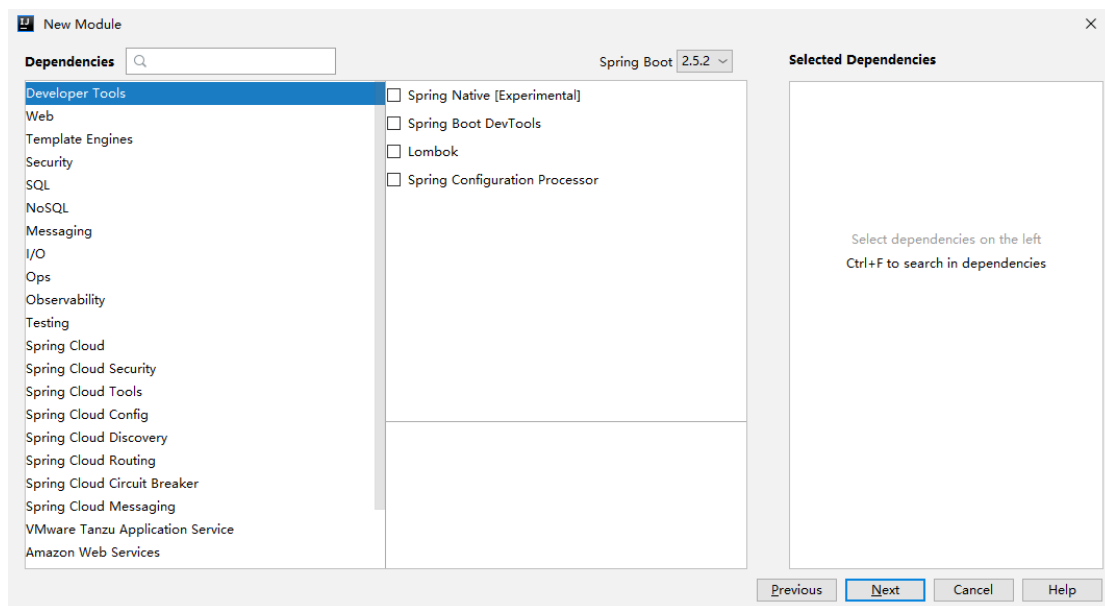 New Module
Dependencies
Spring Boot 2.5.2
Selected Dependencies
Developer Tools
Web
Template Engines
Security
SQL
NoSQL
Messaging
I/O
Ops
Observability
Testing
Spring Cloud
Spring Cloud Security
Spring Cloud Tools
Spring Cloud Config
Spring Cloud Discovery
Spring Cloud Routing
Spring Cloud Circuit Breaker
Spring Cloud Messaging
VMware Tanzu Application Service
Amazon Web Services
Spring Native [Experimental]
Spring Boot DevTools
Lombok
Spring Configuration Processor
Select dependencies on the left
Ctrl+F to search in dependencies
Previous
Next
Cancel
Help